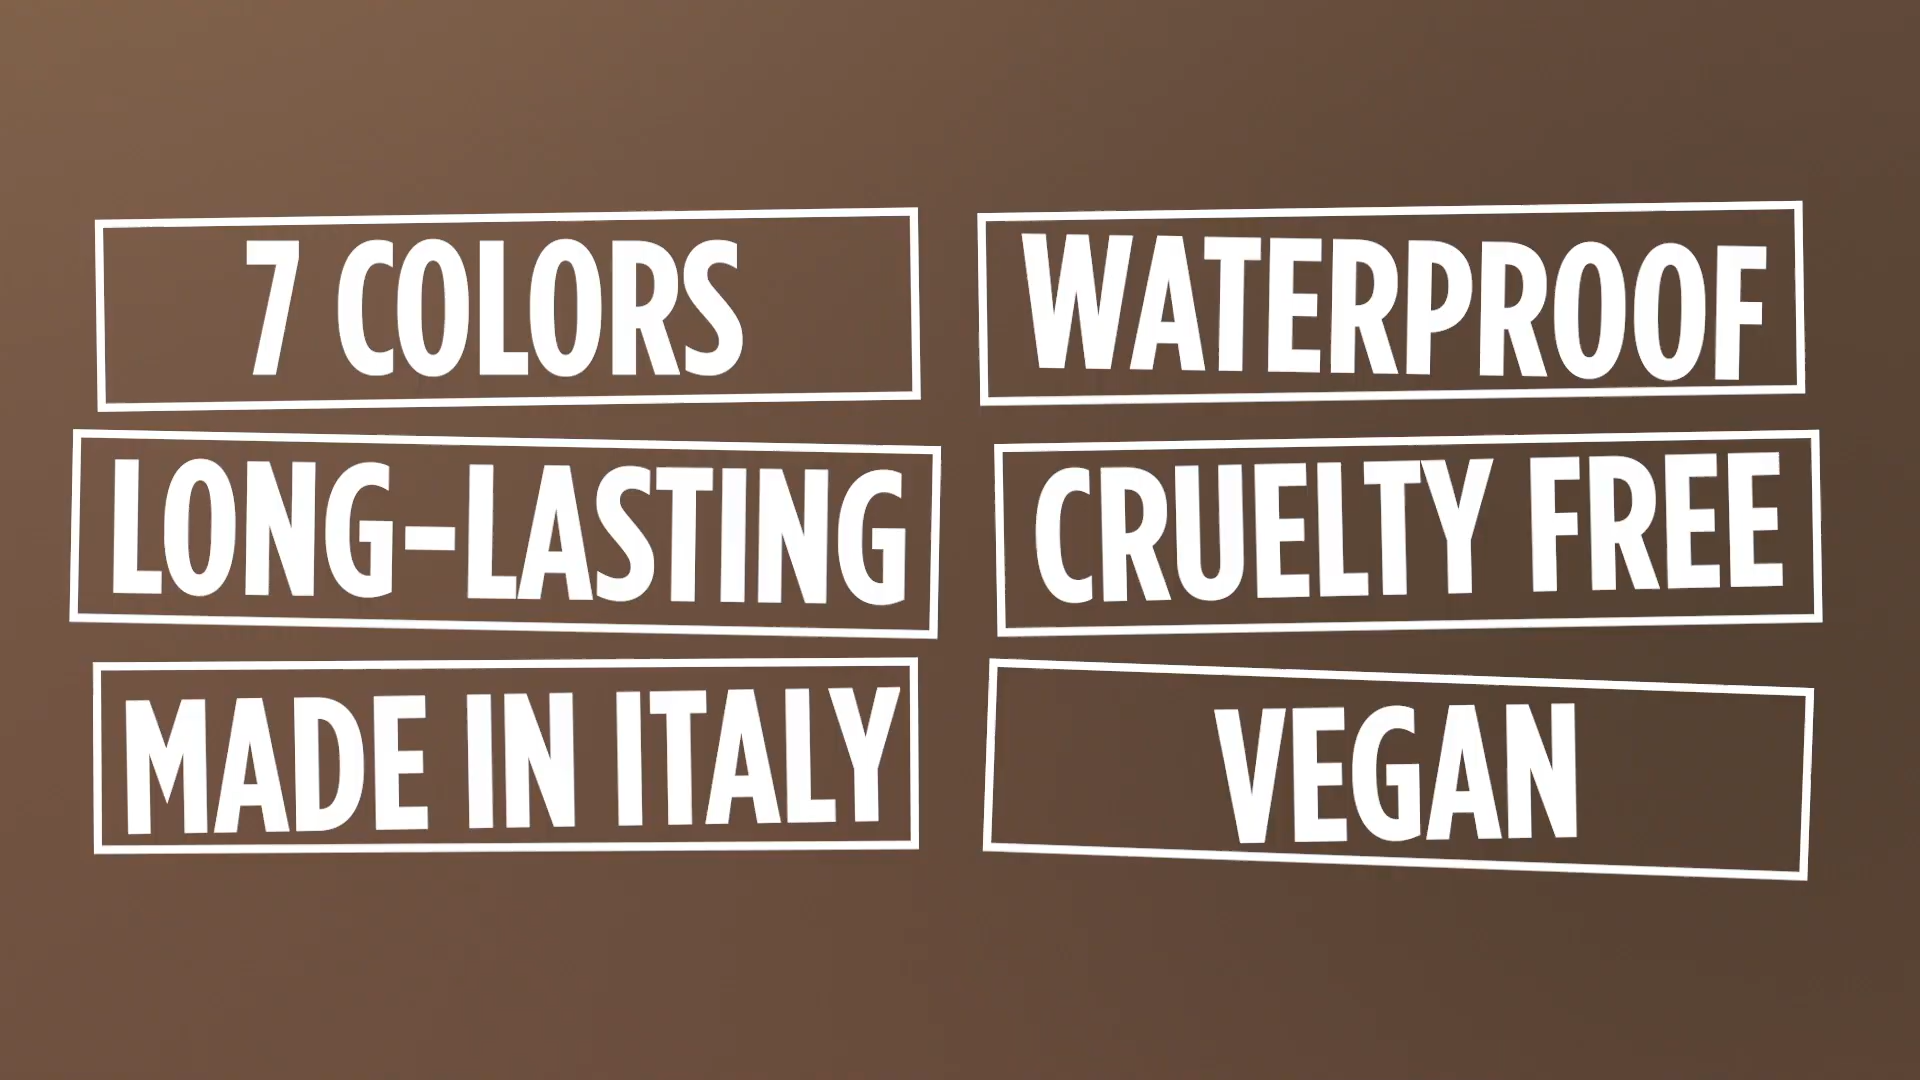 7 COLORS
WATERPROOF
LONG-LASTING
CRUELTY FREE
MADE IN ITALY
VEGAN